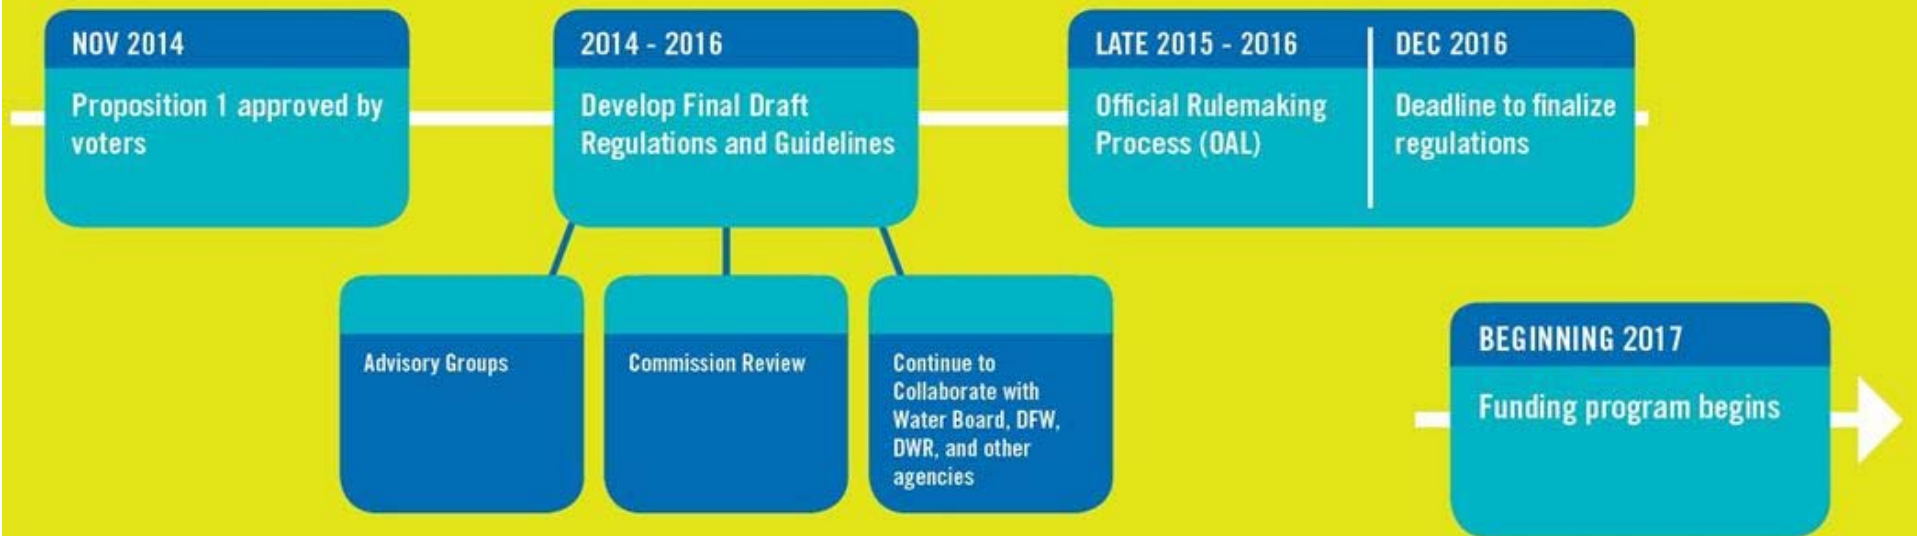 NOV 2014
Proposition 1 approved by
voters
2014 - 2016
Develop Final Draft
Regulations and Guidelines
LATE 2015 - 2016
Official Rulemaking
Process (OAL)
DEC 2016
Deadline to finalize
regulations
Advisory Groups
Commission Review
Continue to
Collaborate with
Water Board, DFW,
DWR, and other
agencies
BEGINNING 2017
Funding program begins